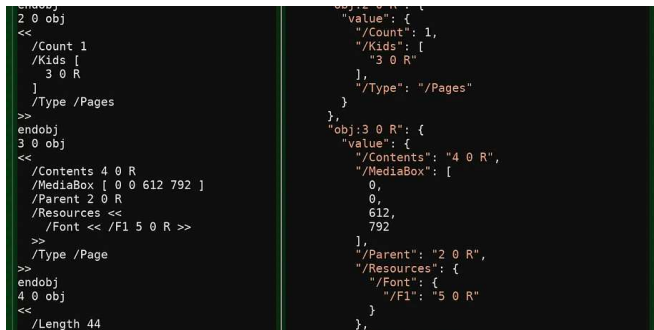 endobj
2 0 obj
<<
  /Count 1
  /Kids [
    3 0 R
  ]
  /Type /Pages
>>
endobj
3 0 obj
<<
  /Contents 4 0 R
  /MediaBox [ 0 0 612 792 ]
  /Parent 2 0 R
  /Resources <<
    /Font << /F1 5 0 R >>
  >>
  /Type /Page
>>
endobj
4 0 obj
<<
  /Length 44
"obj:2 0 R": {
  "value": {
    "/Count": 1,
    "/Kids": [
      "3 0 R"
    ],
    "/Type": "/Pages"
  }
},
"obj:3 0 R": {
  "value": {
    "/Contents": "4 0 R",
    "/MediaBox": [
      0,
      0,
      612,
      792
    ],
    "/Parent": "2 0 R",
    "/Resources": {
      "/Font": {
        "/F1": "5 0 R"
      }
    },